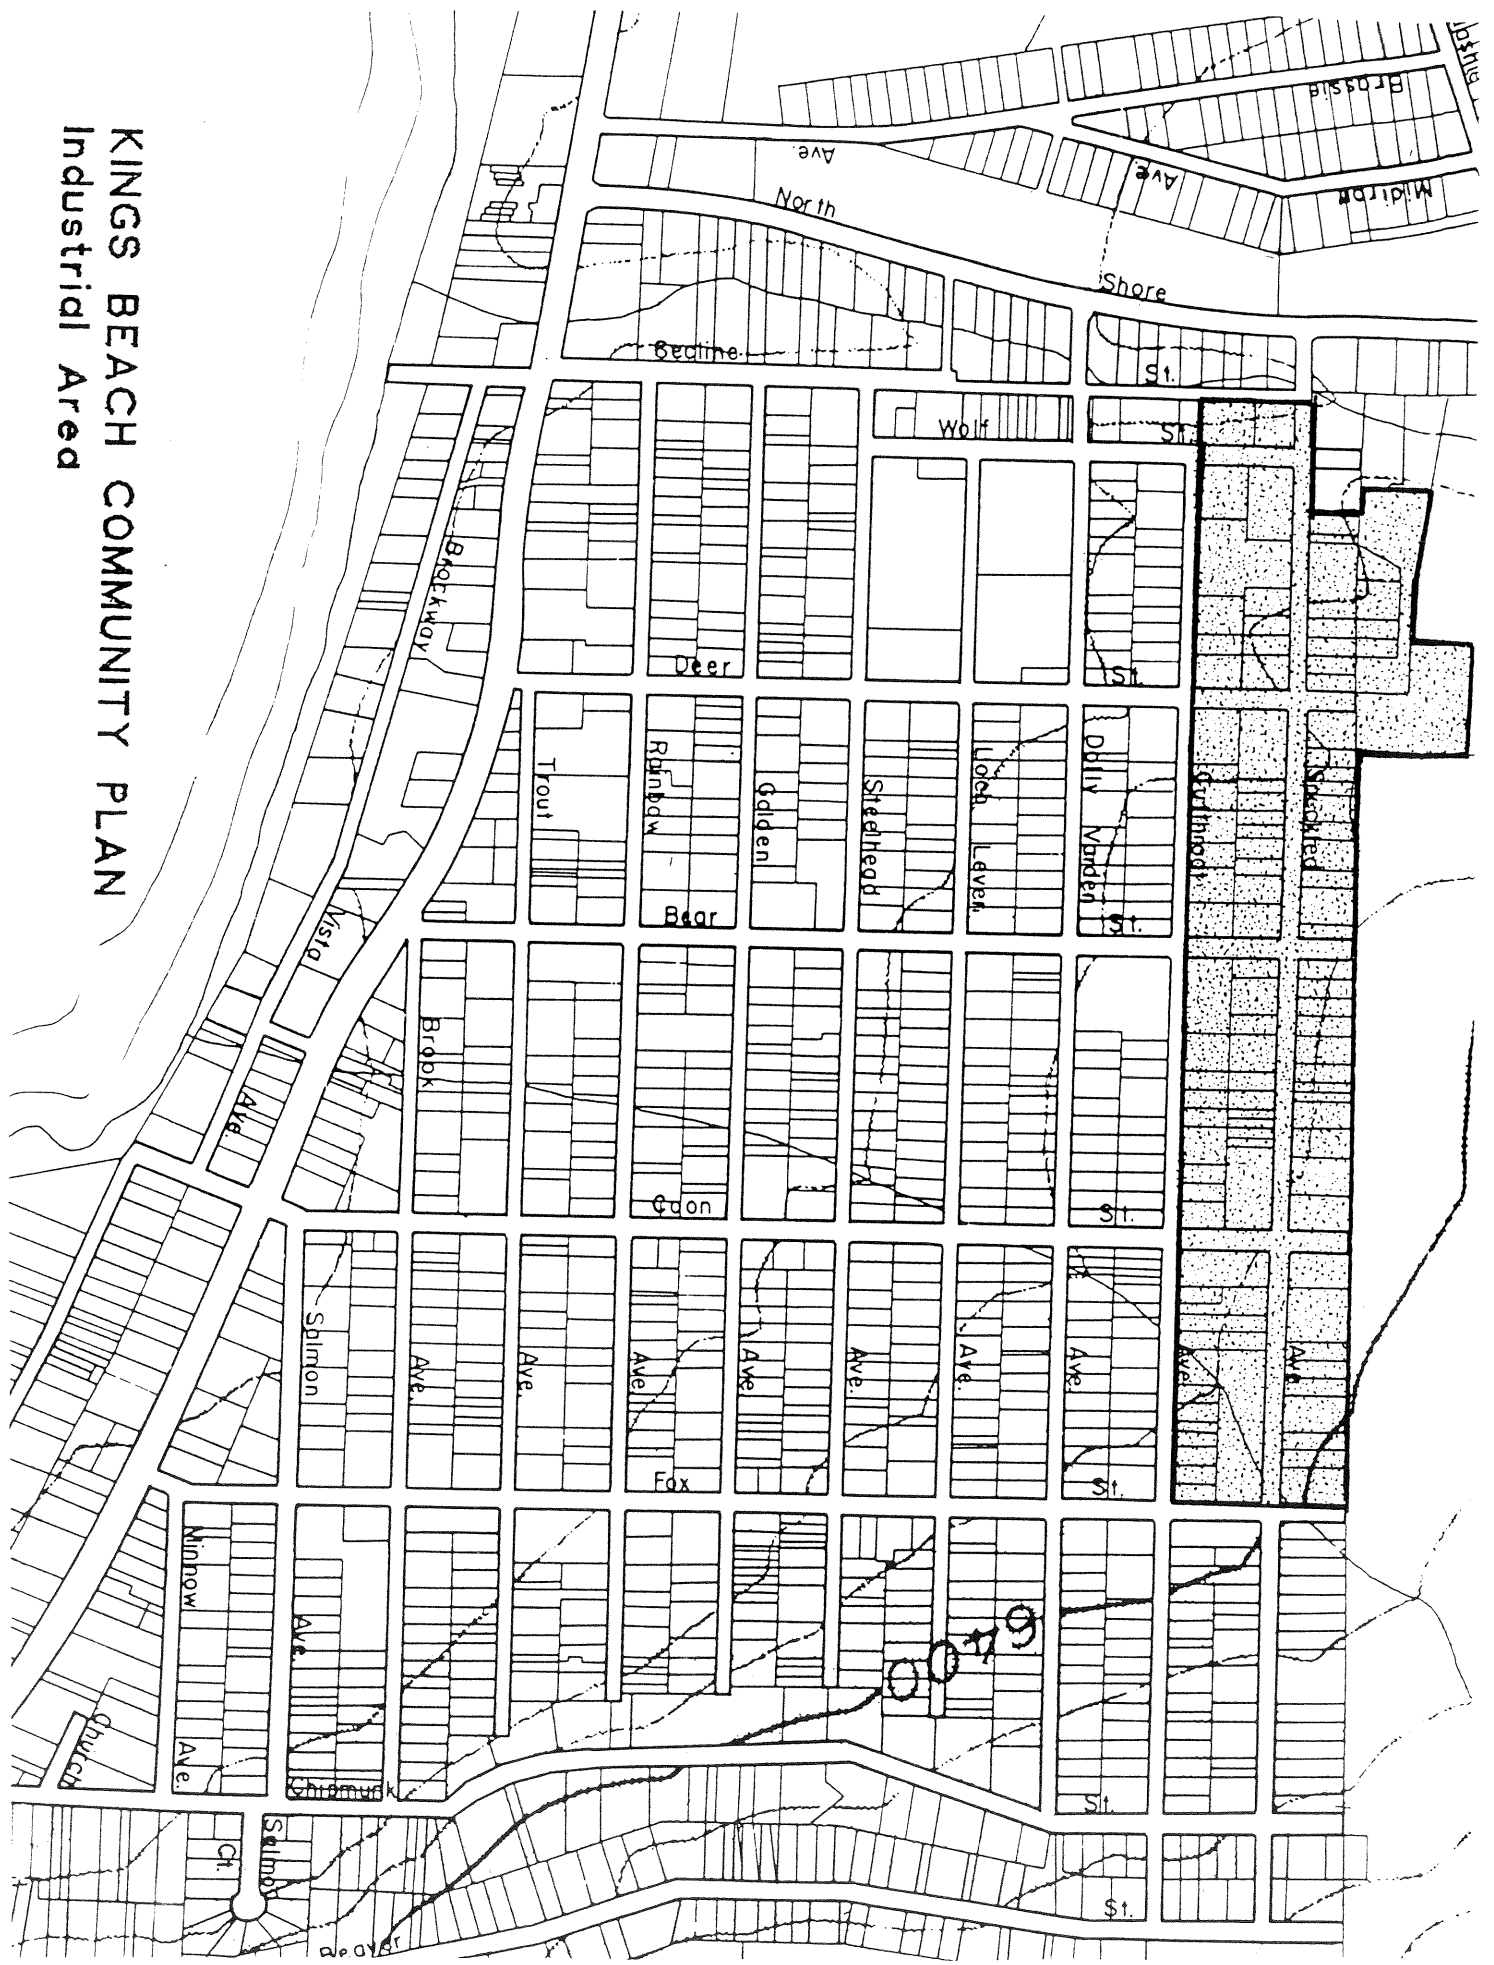 KINGS BEACH COMMUNITY PLAN
Industrial Area
Brassie
Ave.
Ave.
Midiron
North
Shore
Secline
St.
Wolf
St.
Brockway
Vista
Ave.
Deer
St.
Trout
Rainbow
Golden
Steelhead
Loch Leven
Dolly Varden
Cutthroat
Speckled
Bear
St.
Brook
Coon
St.
Salmon
Ave.
Ave.
Ave.
Ave.
Ave.
Ave.
Ave.
Ave.
Ave.
Fox
St.
Minnow
Ave.
Ave
6400
Church
Chipmunk
St.
Salmon
Ct.
St.
Beaver